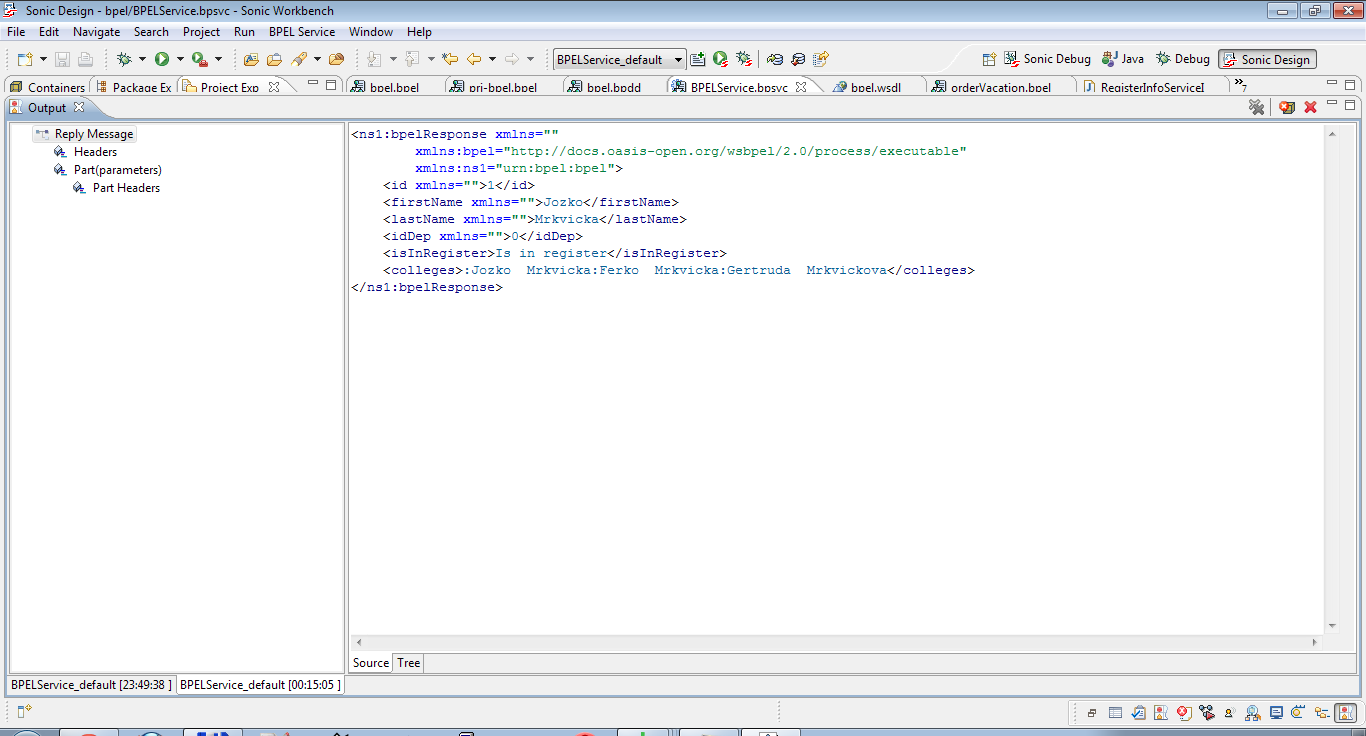 Sonic Design - bpel/BPELService.bpsvc - Sonic Workbench
File Edit Navigate Search Project Run BPEL Service Window Help
BPELService_default Sonic Debug Java Debug Sonic Design
Containers Package Ex Project Exp bpel.bpel pri-bpel.bpel bpel.bpdd BPELService.bpsvc bpel.wsdl orderVacation.bpel RegisterInfoServiceI »7
Output
Reply Message
Headers
Part(parameters)
Part Headers
<ns1:bpelResponse xmlns=""
xmlns:bpel="http://docs.oasis-open.org/wsbpel/2.0/process/executable"
xmlns:ns1="urn:bpel:bpel">
<id xmlns="">1</id>
<firstName xmlns="">Jozko</firstName>
<lastName xmlns="">Mrkvicka</lastName>
<idDep xmlns="">0</idDep>
<isInRegister>Is in register</isInRegister>
<colleges>:Jozko  Mrkvicka:Ferko  Mrkvicka:Gertruda  Mrkvickova</colleges>
</ns1:bpelResponse>
Source Tree
BPELService_default [23:49:38 ] BPELService_default [00:15:05 ]